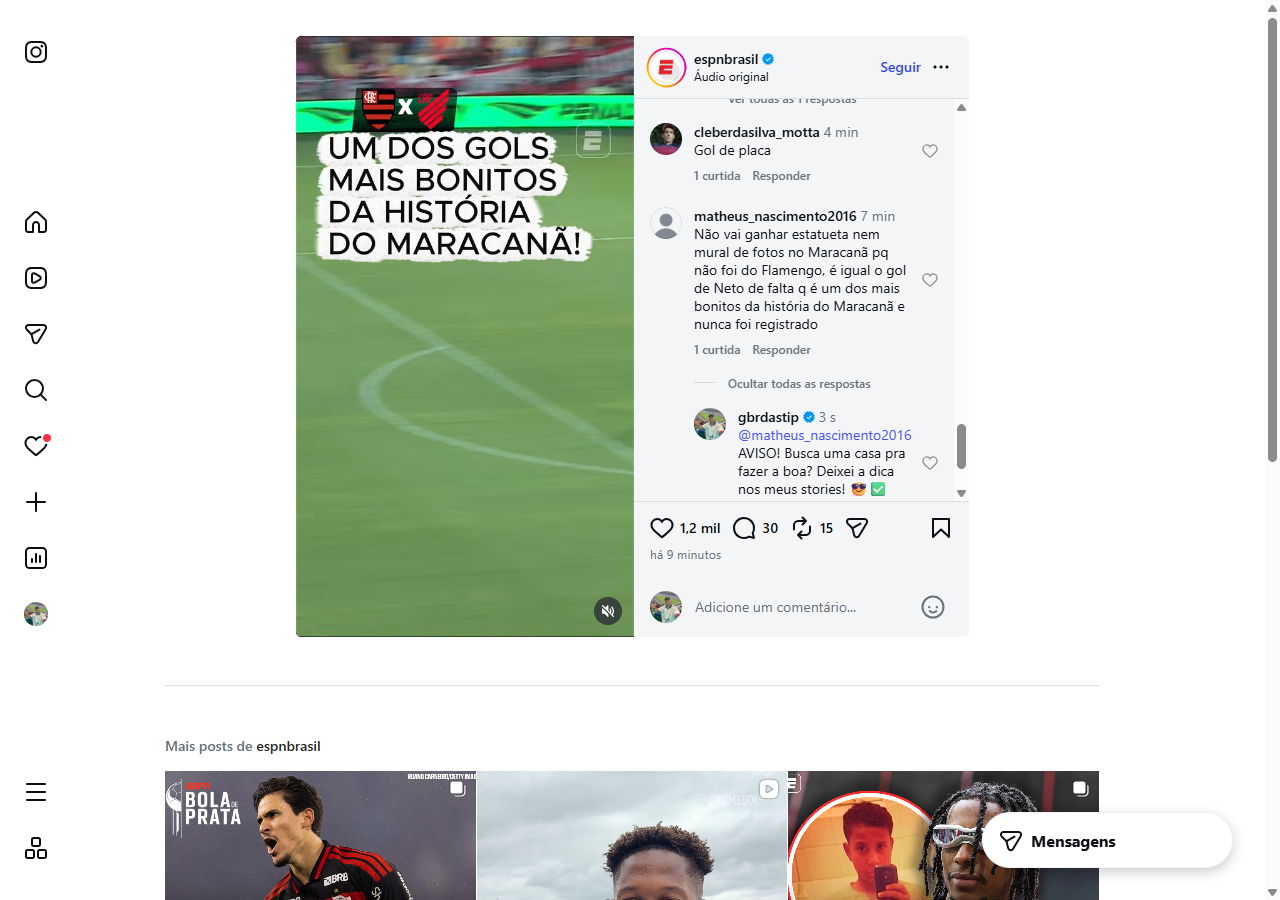 X
UM DOS GOLS
MAIS BONITOS
DA HISTÓRIA
DO MARACANÃ!
espnbrasil
Áudio original
Seguir
Ver todas as 1 respostas
cleberdasilva_motta 4 min
Gol de placa
1 curtida Responder
matheus_nascimento2016 7 min
Não vai ganhar estatueta nem
mural de fotos no Maracanã pq
não foi do Flamengo, é igual o gol
de Neto de falta q é um dos mais
bonitos da história do Maracanã e
nunca foi registrado
1 curtida Responder
Ocultar todas as respostas
gbrdastip 3 s
@matheus_nascimento2016
AVISO! Busca uma casa pra
fazer a boa? Deixei a dica
nos meus stories! 😎 ✅
1,2 mil 30 15
há 9 minutos
Adicione um comentário...
Mais posts de espnbrasil
BOLA DE
PRATA
Mensagens